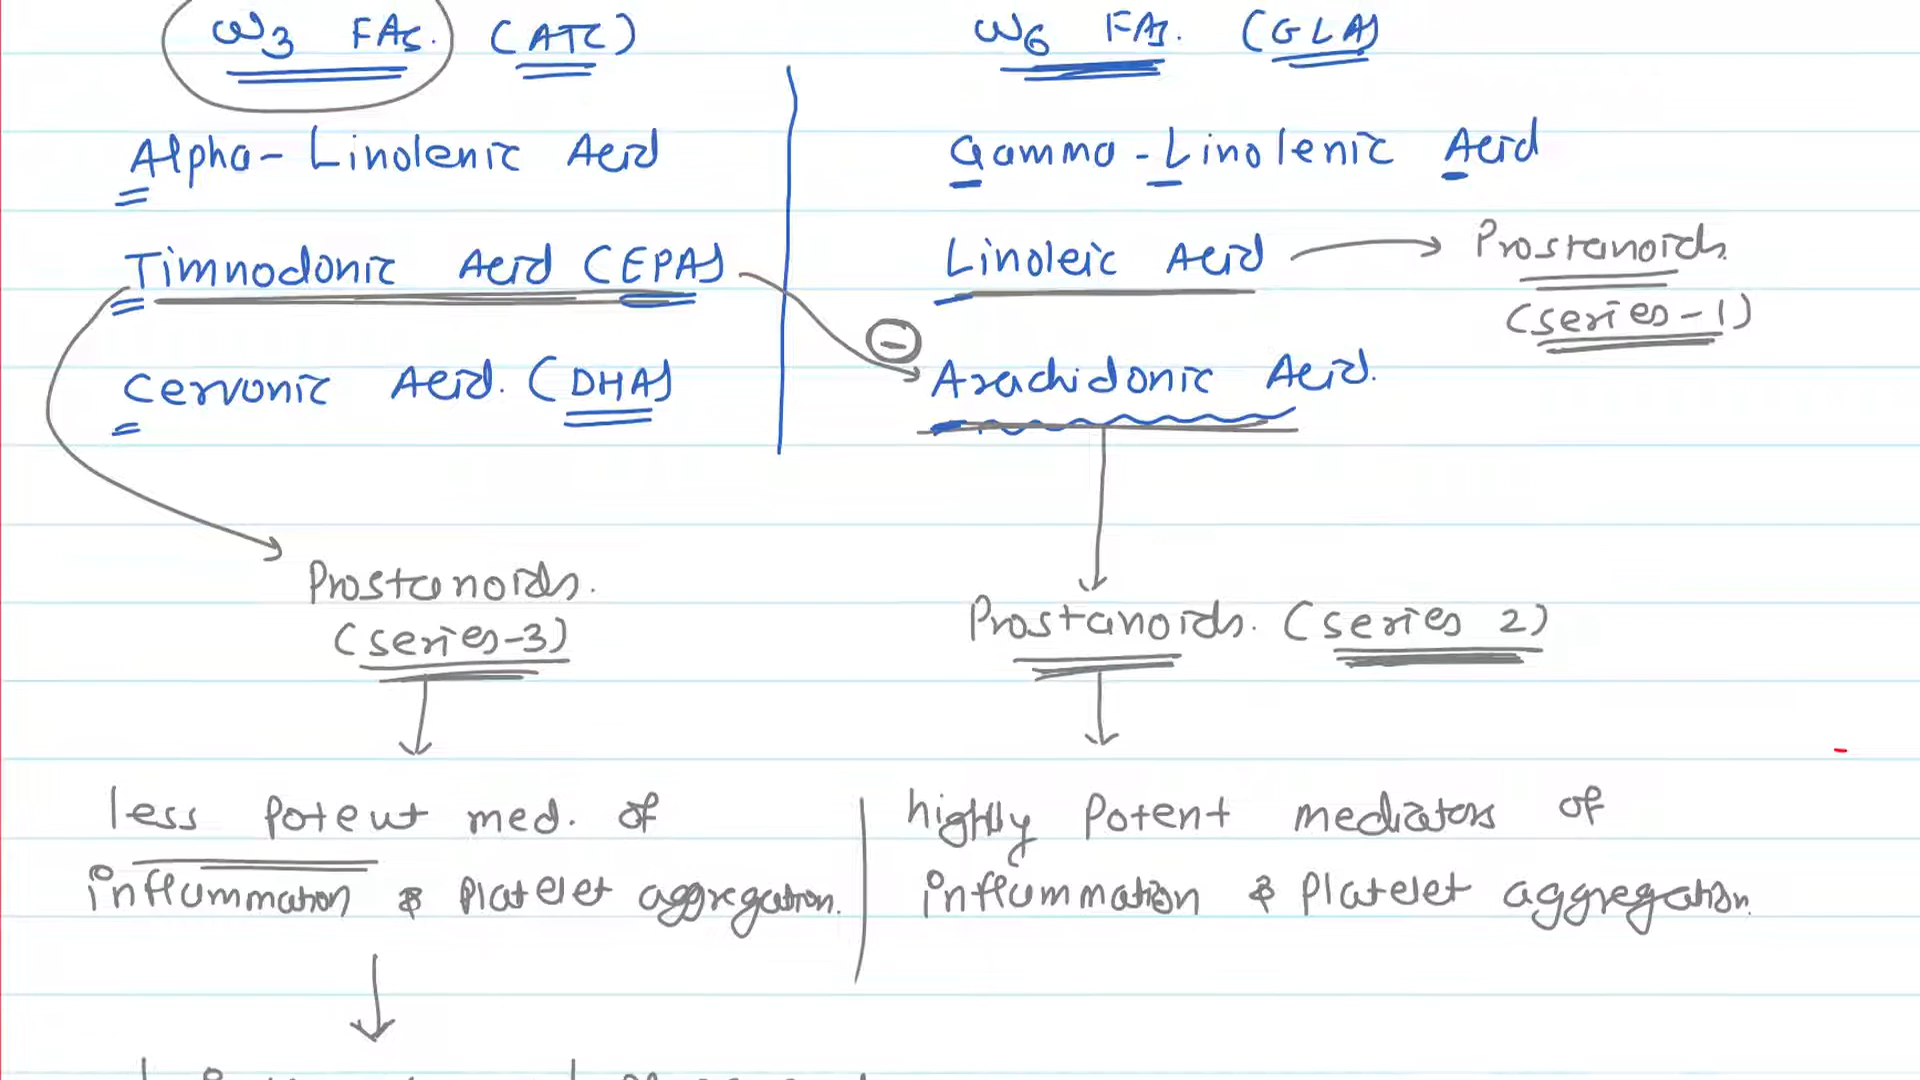 ω3 FAs. (ATC)
ω6 FAs. (GLA)
Alpha-Linolenic Acid
Timnodonic Acid (EPA)
Cervonic Acid. (DHA)
Gamma-Linolenic Acid
Linoleic Acid → Prostanoids
(series-1)
⊖
Arachidonic Acid.
Prostanoids.
(series-3)
Prostanoids. (series 2)
less Potent med. of
inflammation & Platelet aggregation.
highly Potent mediators of
inflammation & Platelet aggregation.